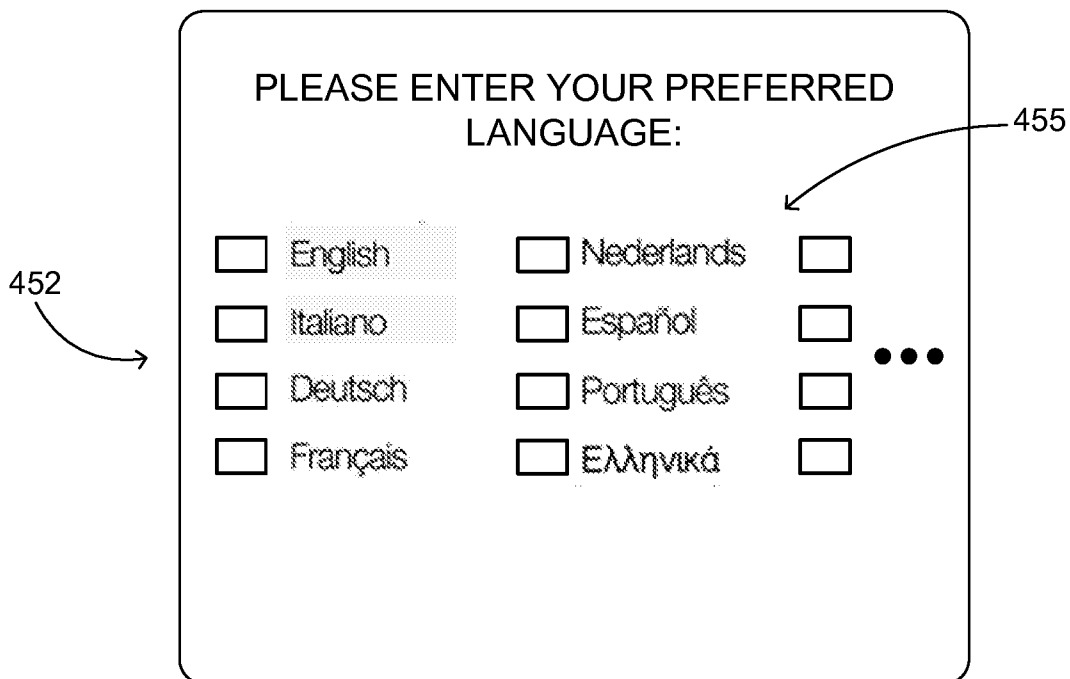 PLEASE ENTER YOUR PREFERRED
LANGUAGE:
455
English Nederlands
452
Italiano Español
Deutsch Português
Français Ελληνικά